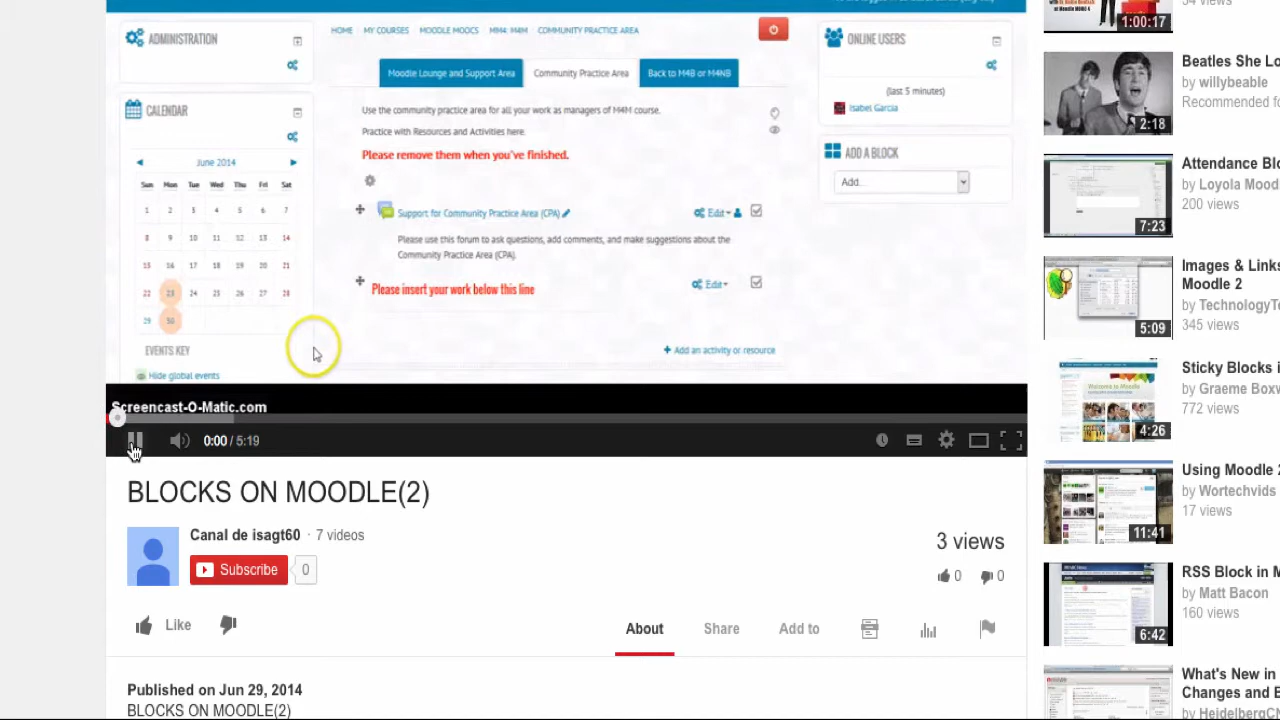 ADMINISTRATION
CALENDAR
June 2014
Sun Mon Tue Wed Thu Fri Sat
1 2 3 4 5 6 7
8 9 10 11 12 13 14
15 16 17 18 19 20 21
22 23 24 25 26 27 28
29 30
EVENTS KEY
Hide global events
HOME MY COURSES MOODLE MOOCS MM4: M4M COMMUNITY PRACTICE AREA
Moodle Lounge and Support Area Community Practice Area Back to M4B or M4NB
Use the community practice area for all your work as managers of M4M course.
Practice with Resources and Activities here.
Please remove them when you've finished.
Support for Community Practice Area (CPA) Edit
Please use this forum to ask questions, add comments, and make suggestions about the
Community Practice Area (CPA).
Please insert your work below this line Edit
Add an activity or resource
ONLINE USERS
(last 5 minutes)
Isabel Garcia
ADD A BLOCK
Add...
Screencast-O-Matic.com
0:00 / 5:19
BLOCKS ON MOODLE(2)
Canal de isagt60 · 7 videos
Subscribe 0
3 views
0 0
Like
About Share Add
Published on Jun 29, 2014
BLOCKS ON MOODLE(2)
34 views
1:00:17
Beatles She Lo
by willybeable
Recommended fo
2:18
Attendance Blo
by Loyola Mood
200 views
7:23
Images & Links
Moodle 2
by TechnologyT
345 views
5:09
Sticky Blocks
by Graeme Boxw
772 views
Welcome to Moodle
4:26
Using Moodle 2
by Wortechvids
17 views
11:41
RSS Block in M
by Matt Boxon
160 views
6:42
What's New in
Change
by HeidelbergCh